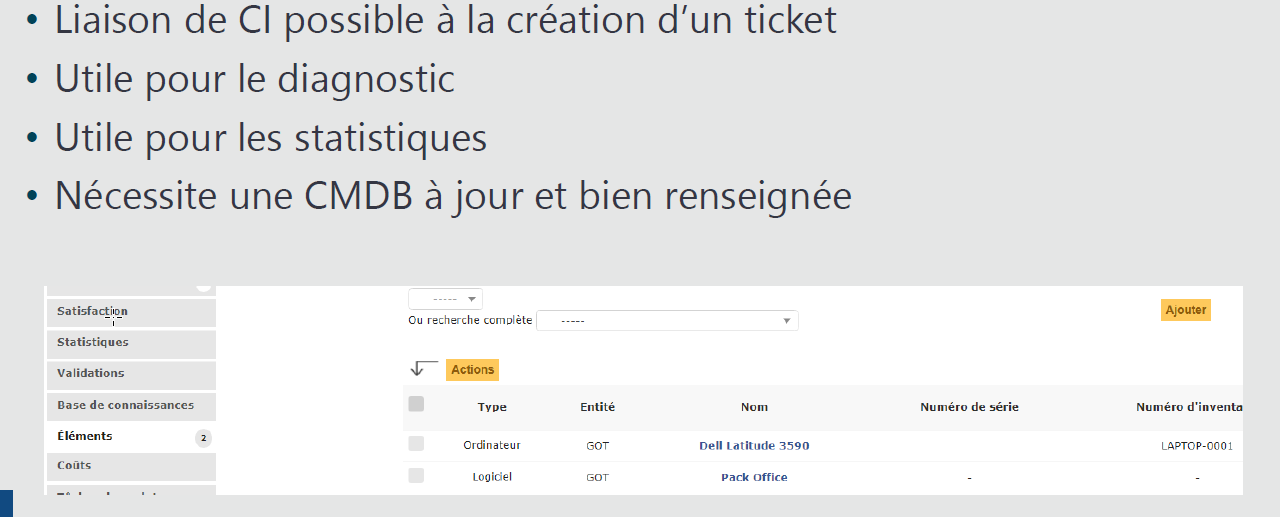 • Liaison de CI possible à la création d’un ticket
• Utile pour le diagnostic
• Utile pour les statistiques
• Nécessite une CMDB à jour et bien renseignée
-----
Satisfaction
Ou recherche complète -----
Ajouter
Statistiques
Validations
Actions
Base de connaissances
Type Entité Nom Numéro de série Numéro d'inventa
Éléments 2
Ordinateur GOT Dell Latitude 3590 LAPTOP-0001
Coûts
Logiciel GOT Pack Office - -